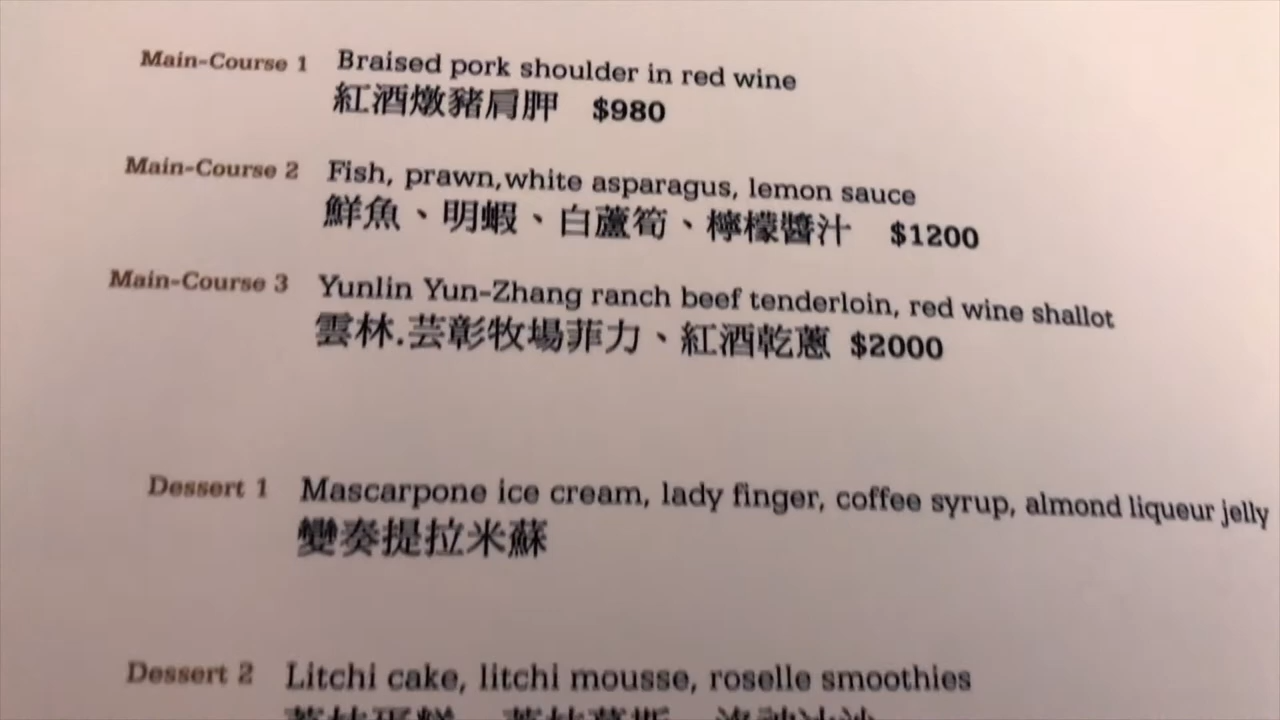 Main-Course 1 Braised pork shoulder in red wine
紅酒燉豬肩胛 $980
Main-Course 2 Fish, prawn,white asparagus, lemon sauce
鮮魚、明蝦、白蘆筍、檸檬醬汁 $1200
Main-Course 3 Yunlin Yun-Zhang ranch beef tenderloin, red wine shallot
雲林.芸彰牧場菲力、紅酒乾蔥 $2000
Dessert 1 Mascarpone ice cream, lady finger, coffee syrup, almond liqueur jelly
變奏提拉米蘇
Dessert 2 Litchi cake, litchi mousse, roselle smoothies